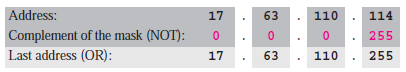 Address: 17 . 63 . 110 . 114
Complement of the mask (NOT): 0 . 0 . 0 . 255
Last address (OR): 17 . 63 . 110 . 255